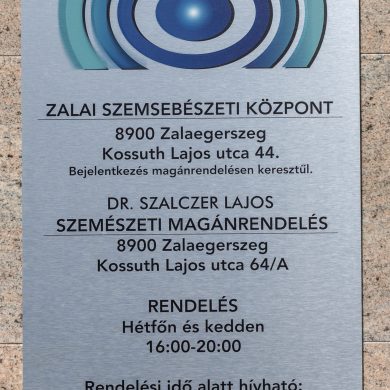 ZALAI SZEMSEBÉSZETI KÖZPONT
8900 Zalaegerszeg
Kossuth Lajos utca 44.
Bejelentkezés magánrendelésen keresztűl.
DR. SZALCZER LAJOS
SZEMÉSZETI MAGÁNRENDELÉS
8900 Zalaegerszeg
Kossuth Lajos utca 64/A
RENDELÉS
Hétfőn és kedden
16:00-20:00
Rendelési idő alatt hívható: